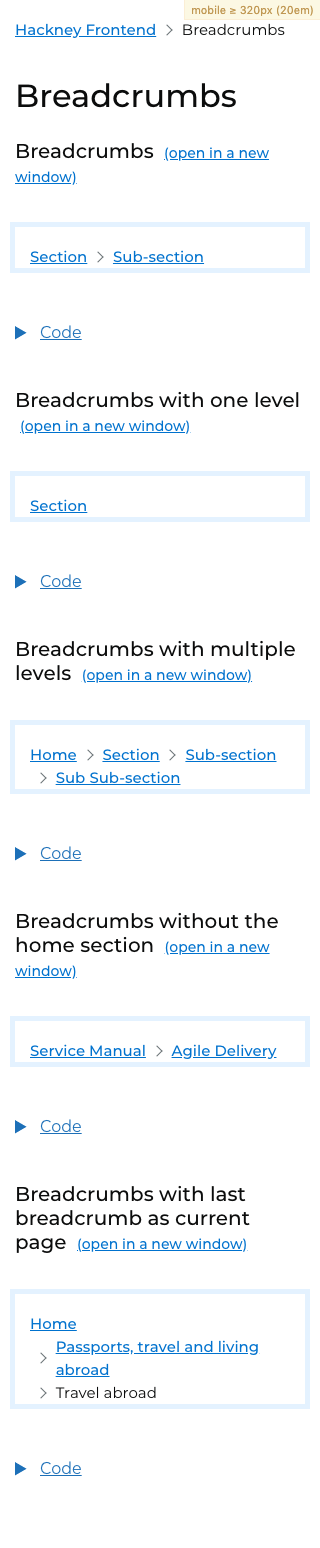 mobile ≥ 320px (20em)
Hackney Frontend > Breadcrumbs
Breadcrumbs
Breadcrumbs (open in a new
window)
Section > Sub-section
Code
Breadcrumbs with one level
(open in a new window)
Section
Code
Breadcrumbs with multiple
levels (open in a new window)
Home > Section > Sub-section
> Sub Sub-section
Code
Breadcrumbs without the
home section (open in a new
window)
Service Manual > Agile Delivery
Code
Breadcrumbs with last
breadcrumb as current
page (open in a new window)
Home
> Passports, travel and living
abroad
> Travel abroad
Code